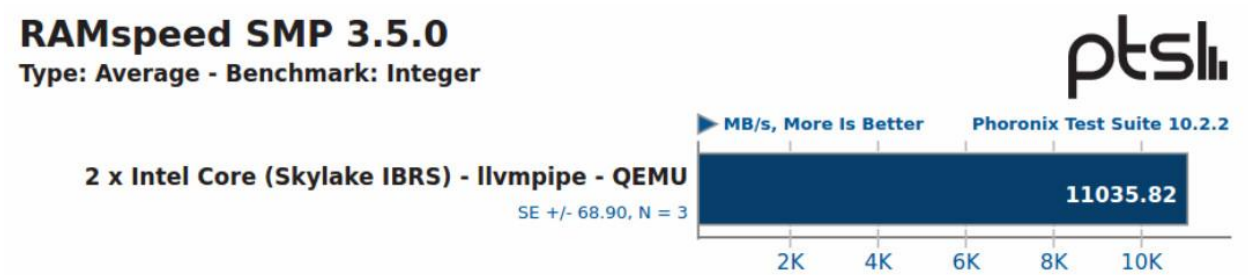 RAMspeed SMP 3.5.0
Type: Average - Benchmark: Integer
ptsl
MB/s, More Is Better
Phoronix Test Suite 10.2.2
2 x Intel Core (Skylake IBRS) - llvmpipe - QEMU
11035.82
SE +/- 68.90, N = 3
2K 4K 6K 8K 10K